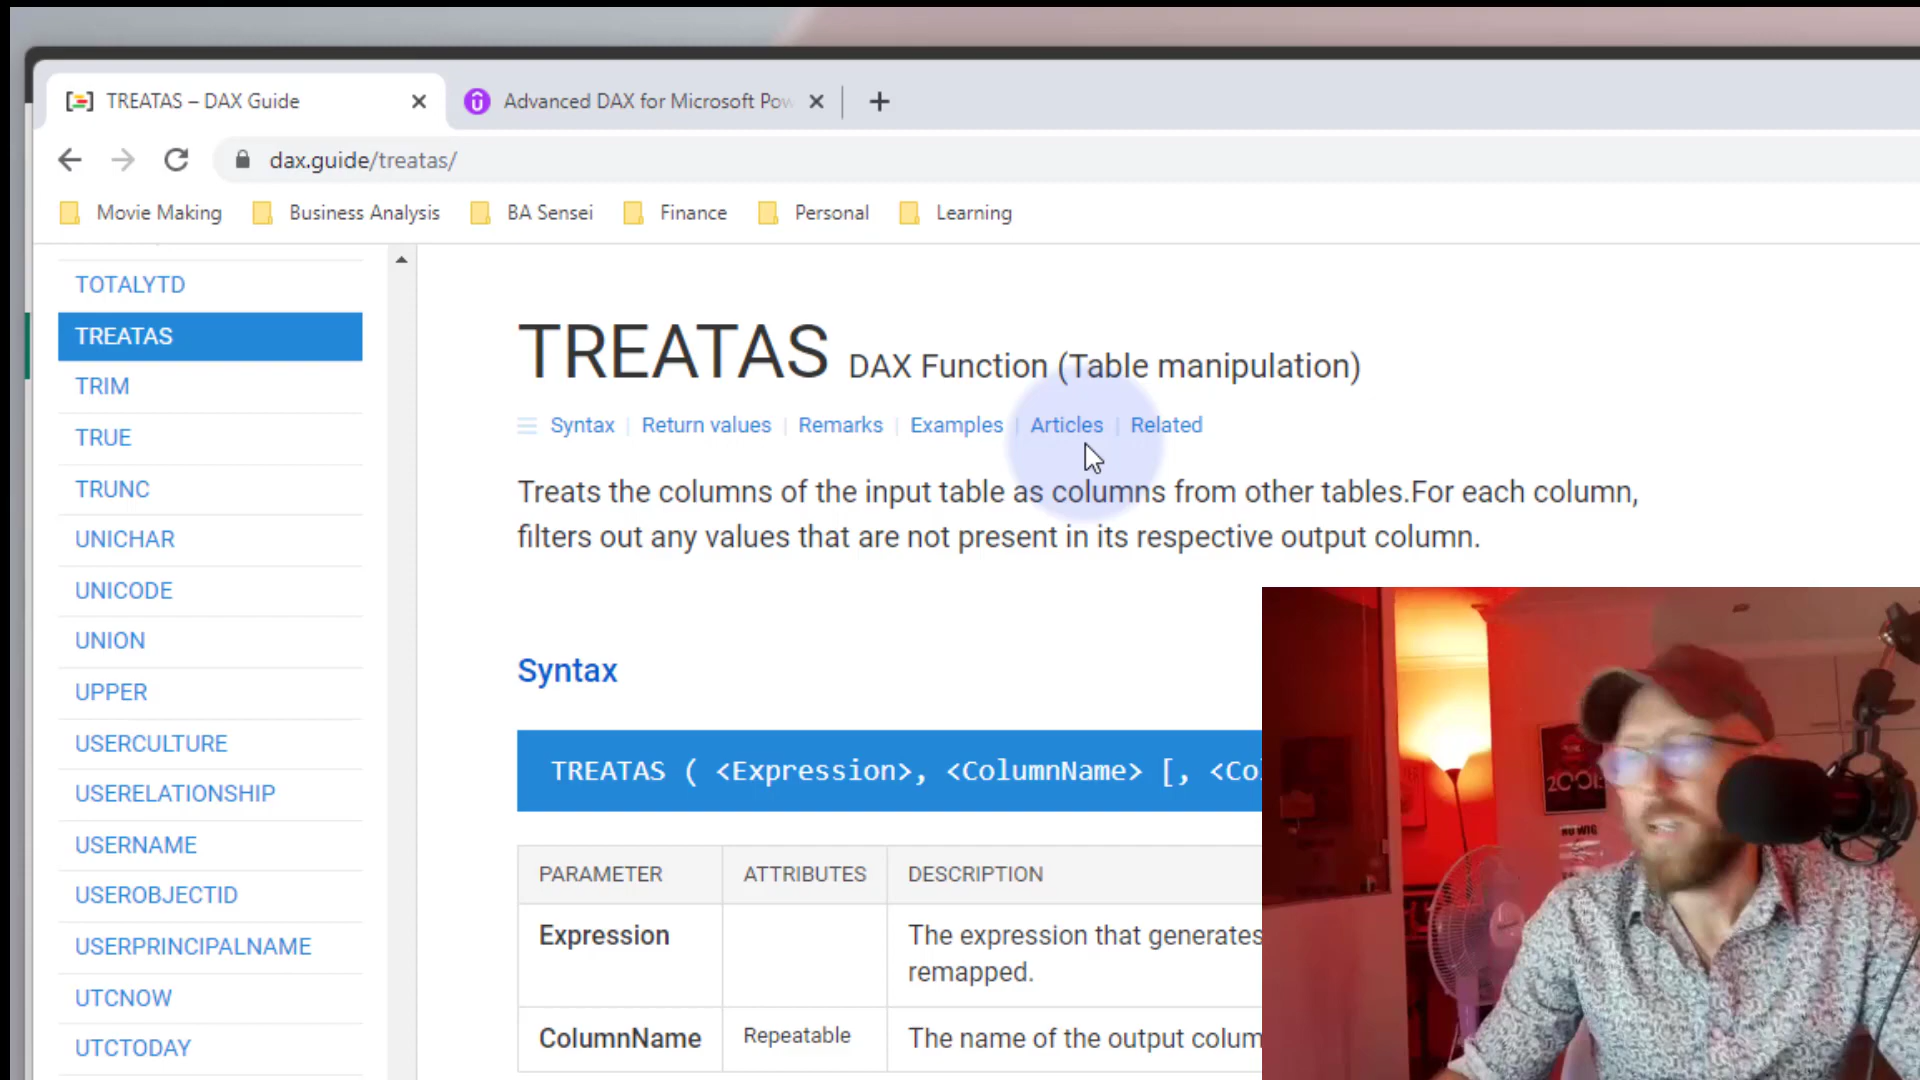 TREATAS – DAX Guide
Advanced DAX for Microsoft Pow
dax.guide/treatas/
Movie Making
Business Analysis
BA Sensei
Finance
Personal
Learning
TOTALYTD
TREATAS
TRIM
TRUE
TRUNC
UNICHAR
UNICODE
UNION
UPPER
USERCULTURE
USERELATIONSHIP
USERNAME
USEROBJECTID
USERPRINCIPALNAME
UTCNOW
UTCTODAY
TREATAS DAX Function (Table manipulation)
Syntax | Return values | Remarks | Examples | Articles | Related
Treats the columns of the input table as columns from other tables.For each column,
filters out any values that are not present in its respective output column.
Syntax
TREATAS ( <Expression>, <ColumnName> [, <Co
PARAMETER ATTRIBUTES DESCRIPTION
Expression The expression that generates
remapped.
ColumnName Repeatable The name of the output colum
2001:
NO WIG